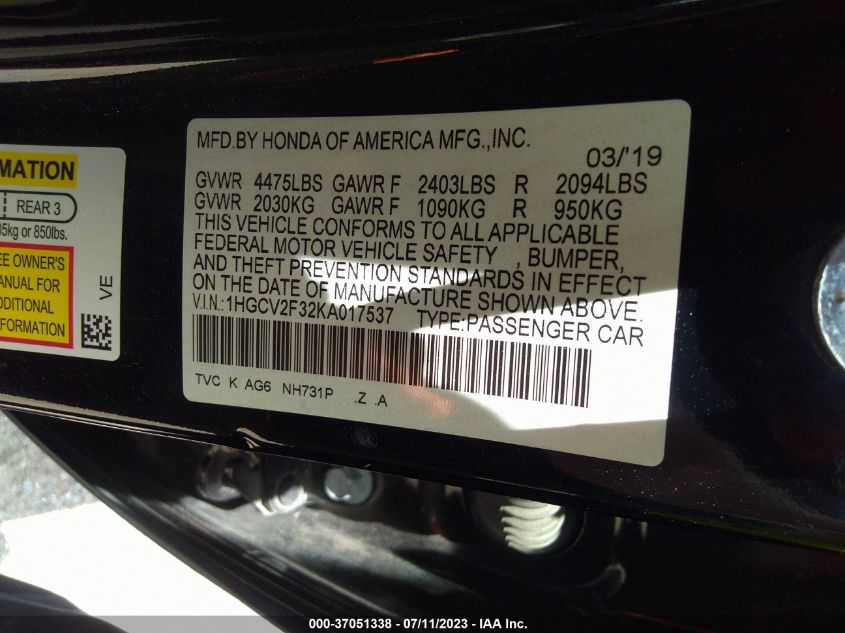 MATION
REAR 3
5kg or 850lbs.
EE OWNER'S
ANUAL FOR
DDITIONAL
FORMATION
VE
MFD.BY HONDA OF AMERICA MFG.,INC.
03/'19
GVWR 4475LBS GAWR F 2403LBS R 2094LBS
GVWR 2030KG GAWR F 1090KG R 950KG
THIS VEHICLE CONFORMS TO ALL APPLICABLE
FEDERAL MOTOR VEHICLE SAFETY , BUMPER,
AND THEFT PREVENTION STANDARDS IN EFFECT
ON THE DATE OF MANUFACTURE SHOWN ABOVE.
V.I.N.:1HGCV2F32KA017537 TYPE:PASSENGER CAR
TVC K AG6 NH731P .Z .A
000-37051338 - 07/11/2023 - IAA Inc.